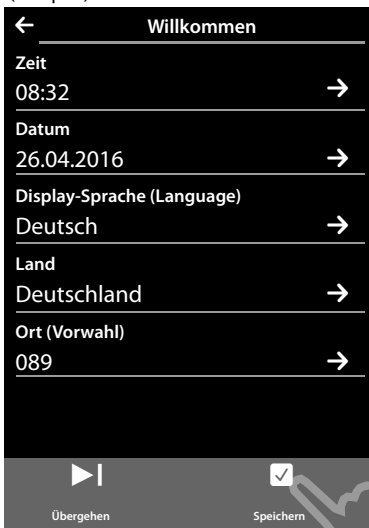 Willkommen
Zeit
08:32
Datum
26.04.2016
Display-Sprache (Language)
Deutsch
Land
Deutschland
Ort (Vorwahl)
089
Übergehen Speichern